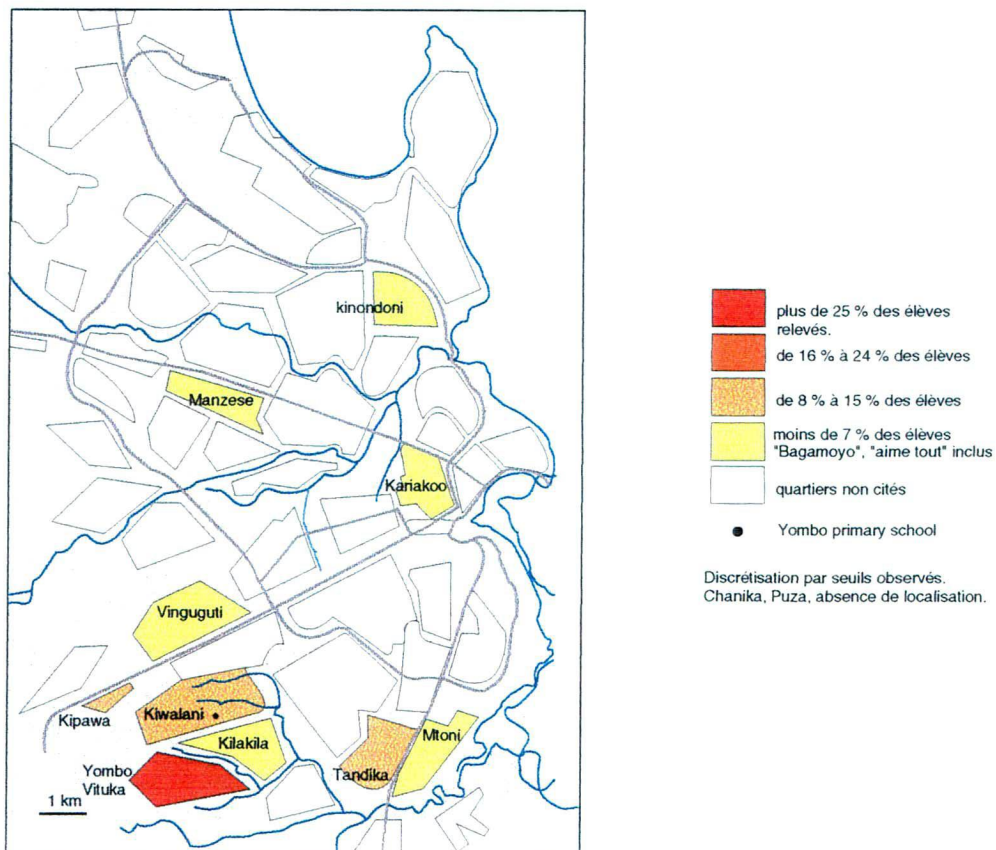 kinondoni
Manzese
Kariakoo
Vinguguti
Kipawa
Kiwalani
Kilakila
Mtoni
Tandika
Yombo
Vituka
1 km
plus de 25 % des élèves
relevés.
de 16 % à 24 % des élèves
de 8 % à 15 % des élèves
moins de 7 % des élèves
"Bagamoyo", "aime tout" inclus
quartiers non cités
Yombo primary school
Discrétisation par seuils observés.
Chanika, Puza, absence de localisation.